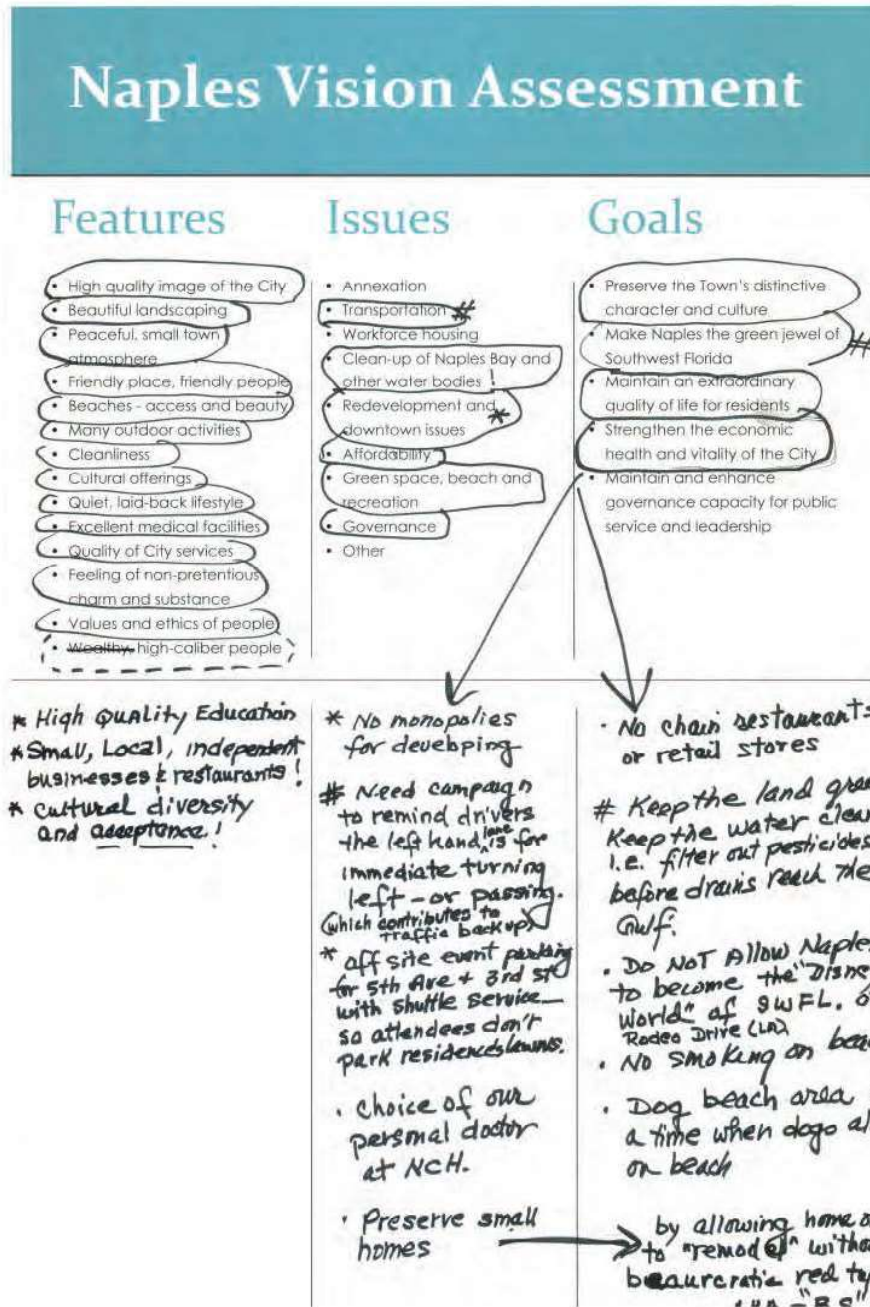 Naples Vision Assessment
Features
• High quality image of the City
• Beautiful landscaping
• Peaceful, small town
atmosphere
• Friendly place, friendly people
• Beaches - access and beauty
• Many outdoor activities
• Cleanliness
• Cultural offerings
• Quiet, laid-back lifestyle
• Excellent medical facilities
• Quality of City services
• Feeling of non-pretentious
charm and substance
• Values and ethics of people
• Wealthy, high-caliber people
* High QUALity Education
* Small, Local, independent
businesses & restaurants!
* cultural diversity
and acceptance!
Issues
• Annexation
• Transportation #
• Workforce housing
• Clean-up of Naples Bay and
other water bodies !
• Redevelopment and
downtown issues *
• Affordability
• Green space, beach and
recreation
• Governance
• Other
* No monopolies
for developing
# Need campaign
to remind drivers
the left hand lane is for
immediate turning
left - or passing.
(which contributes to
traffic backup)
* off site event parking
for 5th Ave + 3rd st
with shuttle service
so attendees don't
park residences lawns.
· Choice of our
personal doctor
at NCH.
· Preserve small
homes
Goals
• Preserve the Town's distinctive
character and culture
• Make Naples the green jewel of
Southwest Florida #
• Maintain an extraordinary
quality of life for residents
• Strengthen the economic
health and vitality of the City
• Maintain and enhance
governance capacity for public
service and leadership
· No chain restaurants
or retail stores
# Keep the land gree
Keep the water clean
i.e. filter out pesticides
before drains reach the
Gulf.
· Do NOT Allow Naples
to become the "Disne
World" of SWFL. o
Rodeo Drive (LA)
· No smoking on beac
· Dog beach area
a time when dogs al
on beach
by allowing home o
to "remodel" witho
beaurcratic red ta
"B.S"